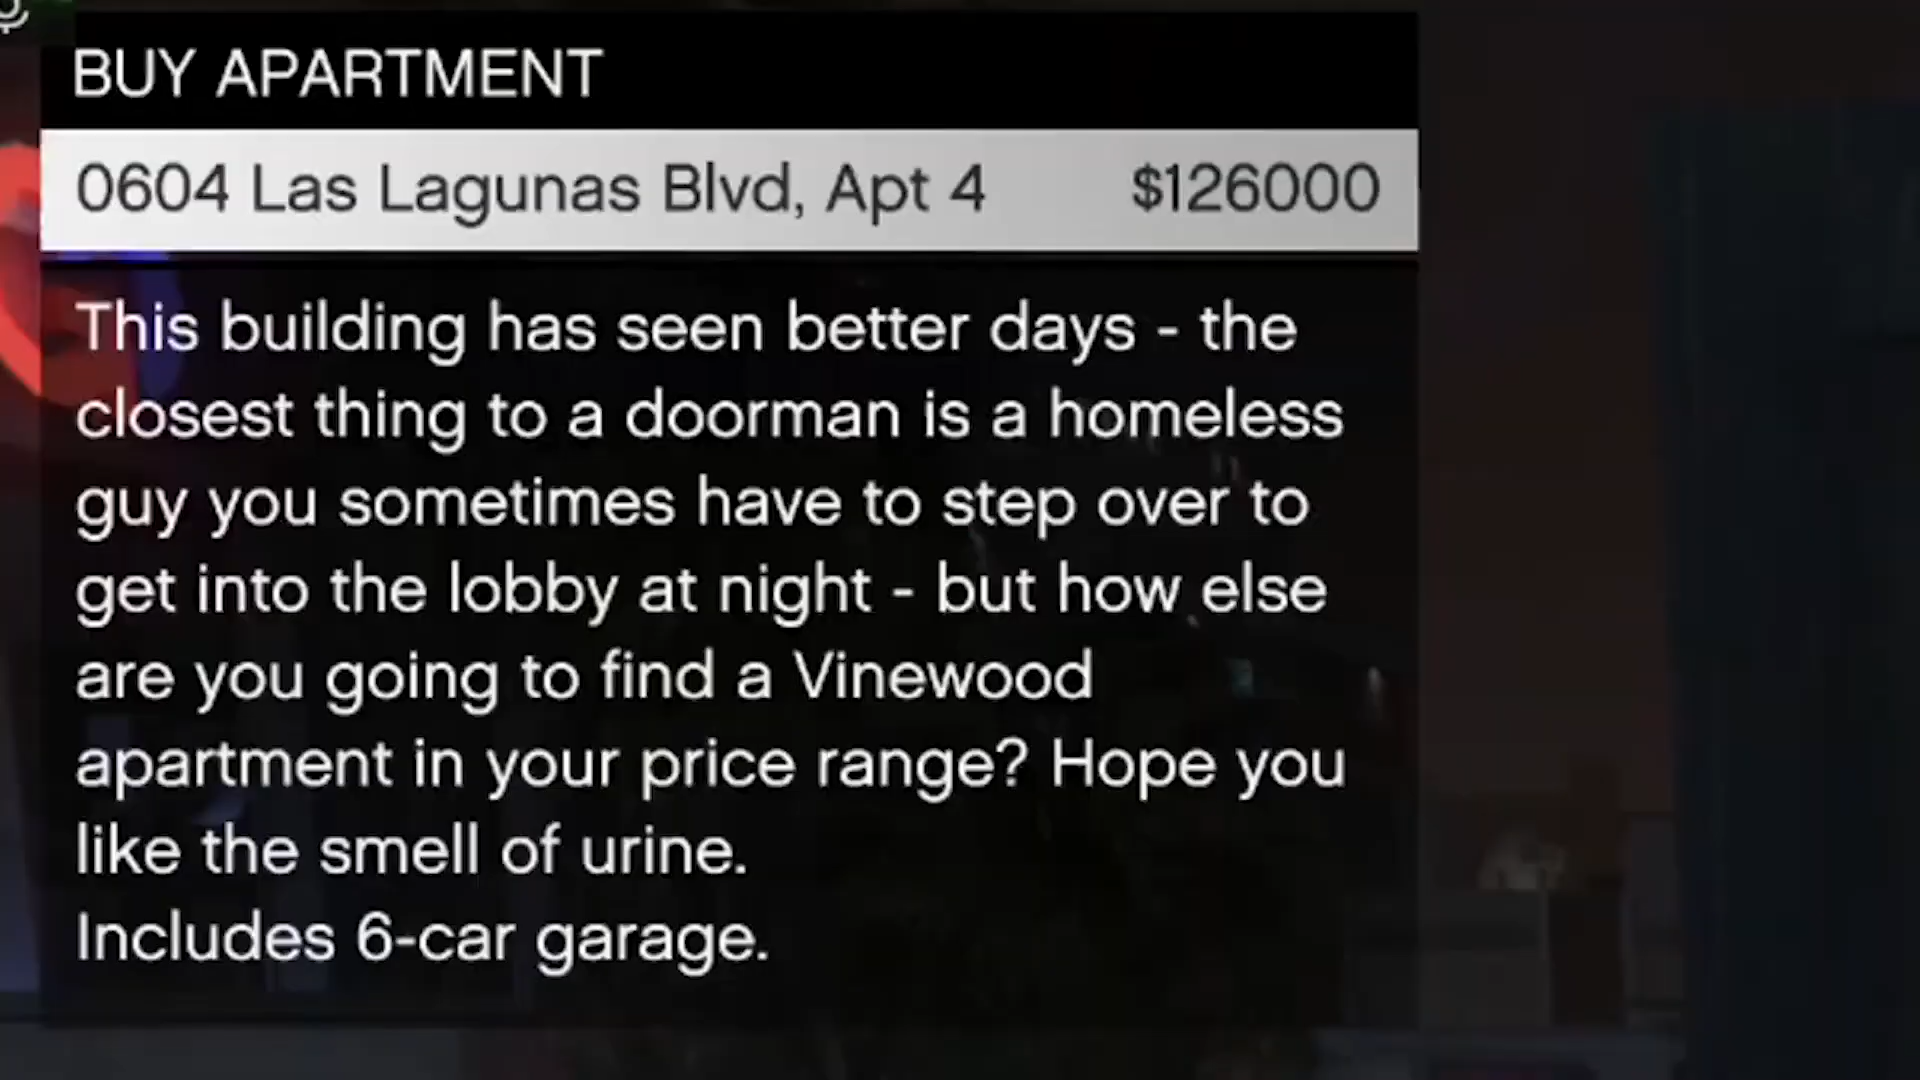 BUY APARTMENT
0604 Las Lagunas Blvd, Apt 4 $126000
This building has seen better days - the
closest thing to a doorman is a homeless
guy you sometimes have to step over to
get into the lobby at night - but how else
are you going to find a Vinewood
apartment in your price range? Hope you
like the smell of urine.
Includes 6-car garage.